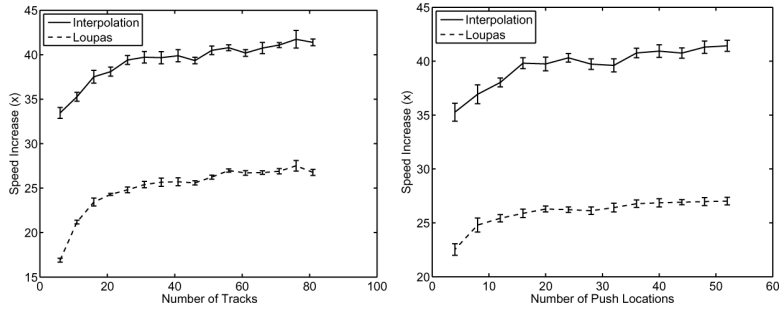 45
40
35
30
25
20
15
Speed Increase (x)
Interpolation
Loupas
0 20 40 60 80 100
Number of Tracks
45
40
35
30
25
20
Speed Increase (x)
Interpolation
Loupas
0 10 20 30 40 50 60
Number of Push Locations